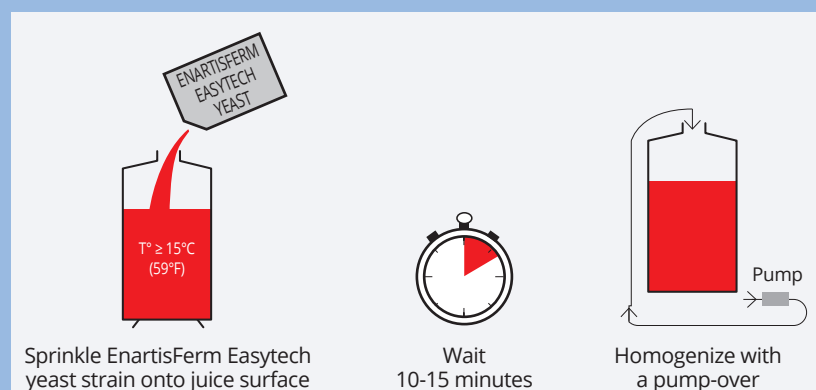 ENARTISFERM
EASYTECH
YEAST
T° ≥ 15°C
(59°F)
Pump
Sprinkle EnartisFerm Easytech
yeast strain onto juice surface
Wait
10-15 minutes
Homogenize with
a pump-over